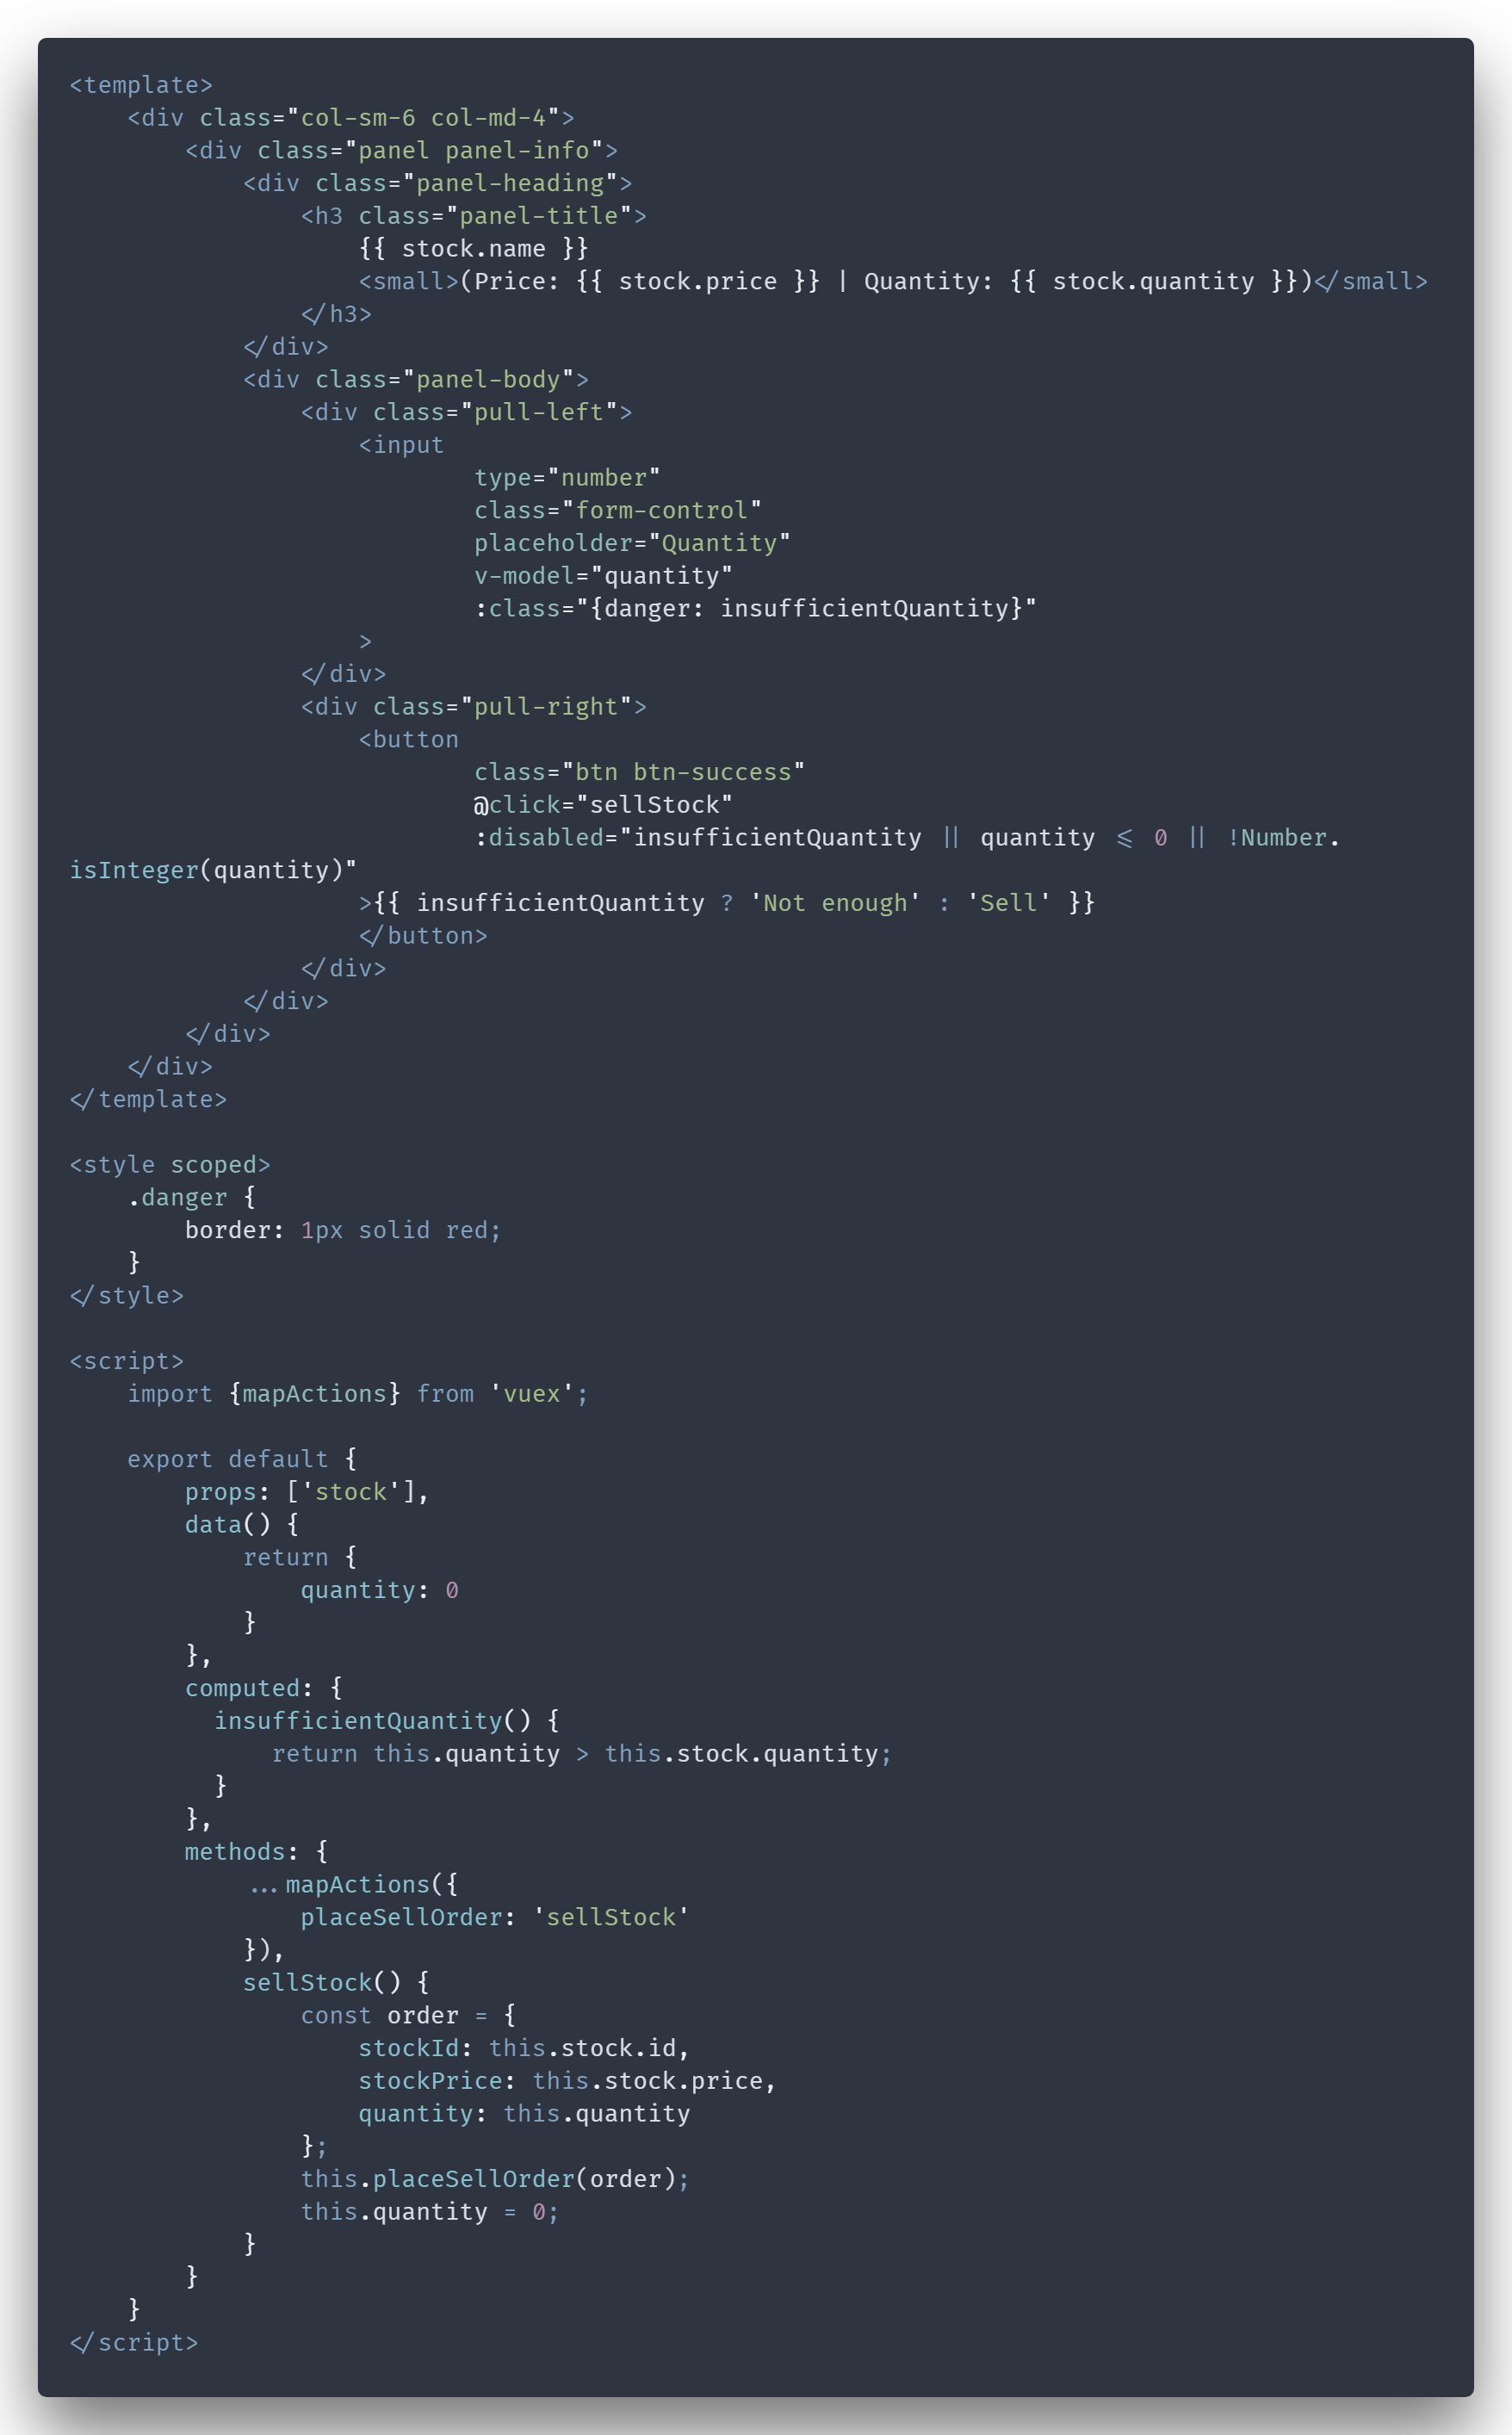 <template>
    <div class="col-sm-6 col-md-4">
        <div class="panel panel-info">
            <div class="panel-heading">
                <h3 class="panel-title">
                    {{ stock.name }}
                    <small>(Price: {{ stock.price }} | Quantity: {{ stock.quantity }})</small>
                </h3>
            </div>
            <div class="panel-body">
                <div class="pull-left">
                    <input
                            type="number"
                            class="form-control"
                            placeholder="Quantity"
                            v-model="quantity"
                            :class="{danger: insufficientQuantity}"
                    >
                </div>
                <div class="pull-right">
                    <button
                            class="btn btn-success"
                            @click="sellStock"
                            :disabled="insufficientQuantity || quantity <= 0 || !Number.
isInteger(quantity)"
                    >{{ insufficientQuantity ? 'Not enough' : 'Sell' }}
                    </button>
                </div>
            </div>
        </div>
    </div>
</template>

<style scoped>
    .danger {
        border: 1px solid red;
    }
</style>

<script>
    import {mapActions} from 'vuex';

    export default {
        props: ['stock'],
        data() {
            return {
                quantity: 0
            }
        },
        computed: {
          insufficientQuantity() {
              return this.quantity > this.stock.quantity;
          }
        },
        methods: {
            ...mapActions({
                placeSellOrder: 'sellStock'
            }),
            sellStock() {
                const order = {
                    stockId: this.stock.id,
                    stockPrice: this.stock.price,
                    quantity: this.quantity
                };
                this.placeSellOrder(order);
                this.quantity = 0;
            }
        }
    }
</script>